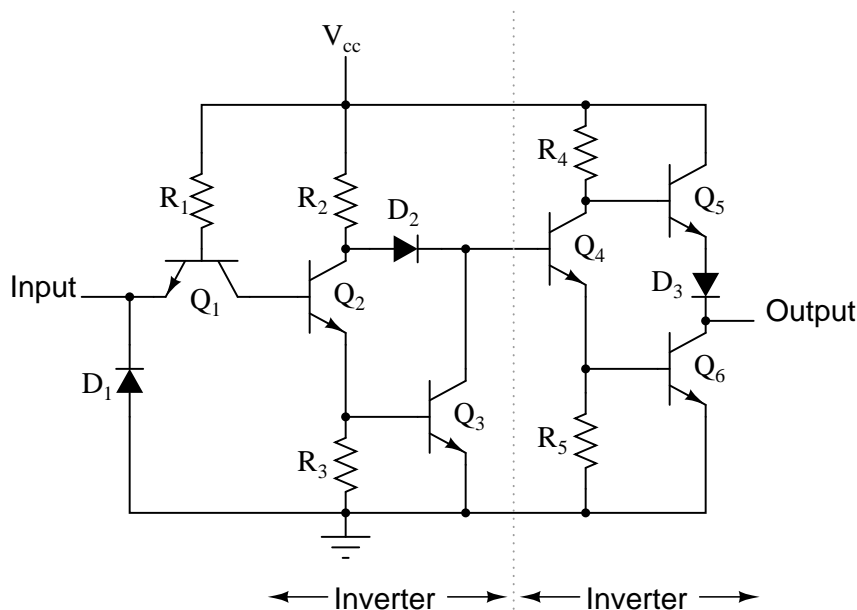 Vcc
R4
R1
R2
D2
Q5
Q4
Input
Q1
Q2
D3
Output
D1
Q6
Q3
R5
R3
Inverter
Inverter